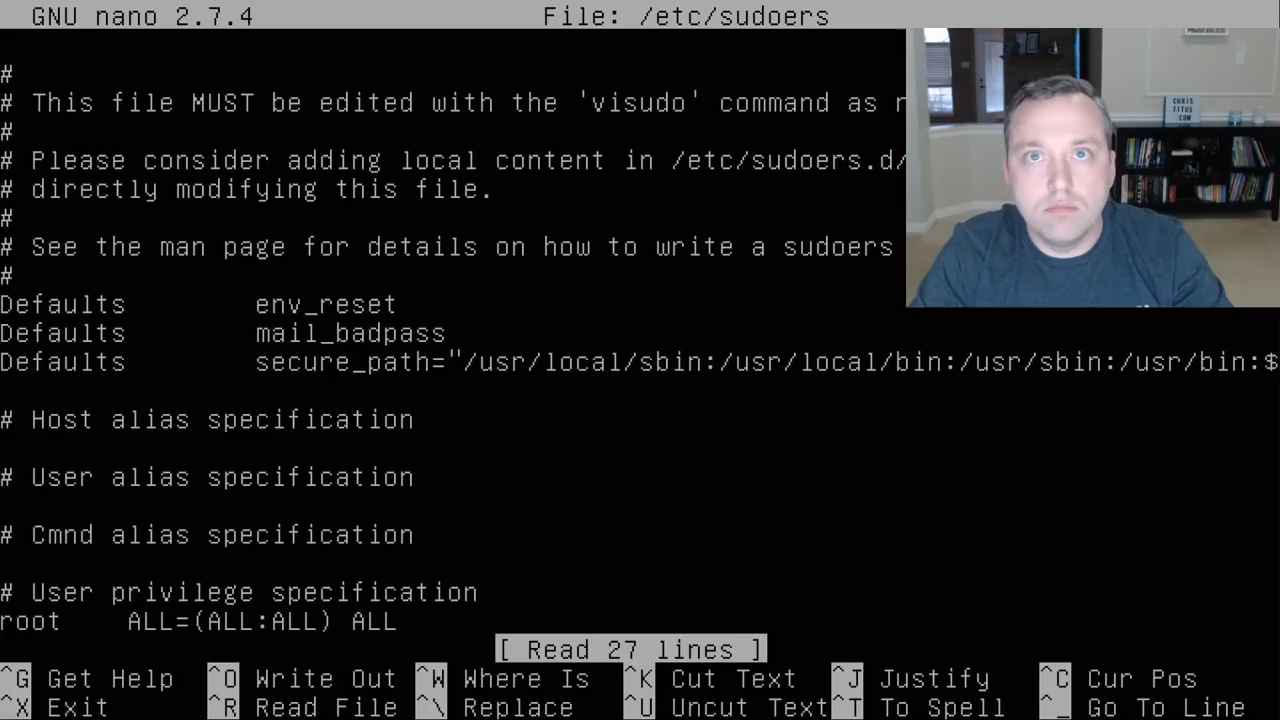 GNU nano 2.7.4 File: /etc/sudoers
#
# This file MUST be edited with the 'visudo' command as r
#
# Please consider adding local content in /etc/sudoers.d/
# directly modifying this file.
#
# See the man page for details on how to write a sudoers
#
Defaults env_reset
Defaults mail_badpass
Defaults secure_path="/usr/local/sbin:/usr/local/bin:/usr/sbin:/usr/bin:$
# Host alias specification
# User alias specification
# Cmnd alias specification
# User privilege specification
root ALL=(ALL:ALL) ALL
[ Read 27 lines ]
^G Get Help ^O Write Out ^W Where Is ^K Cut Text ^J Justify ^C Cur Pos
^X Exit ^R Read File ^\ Replace ^U Uncut Text ^T To Spell ^_ Go To Line
CHRIS
TITUS
COM